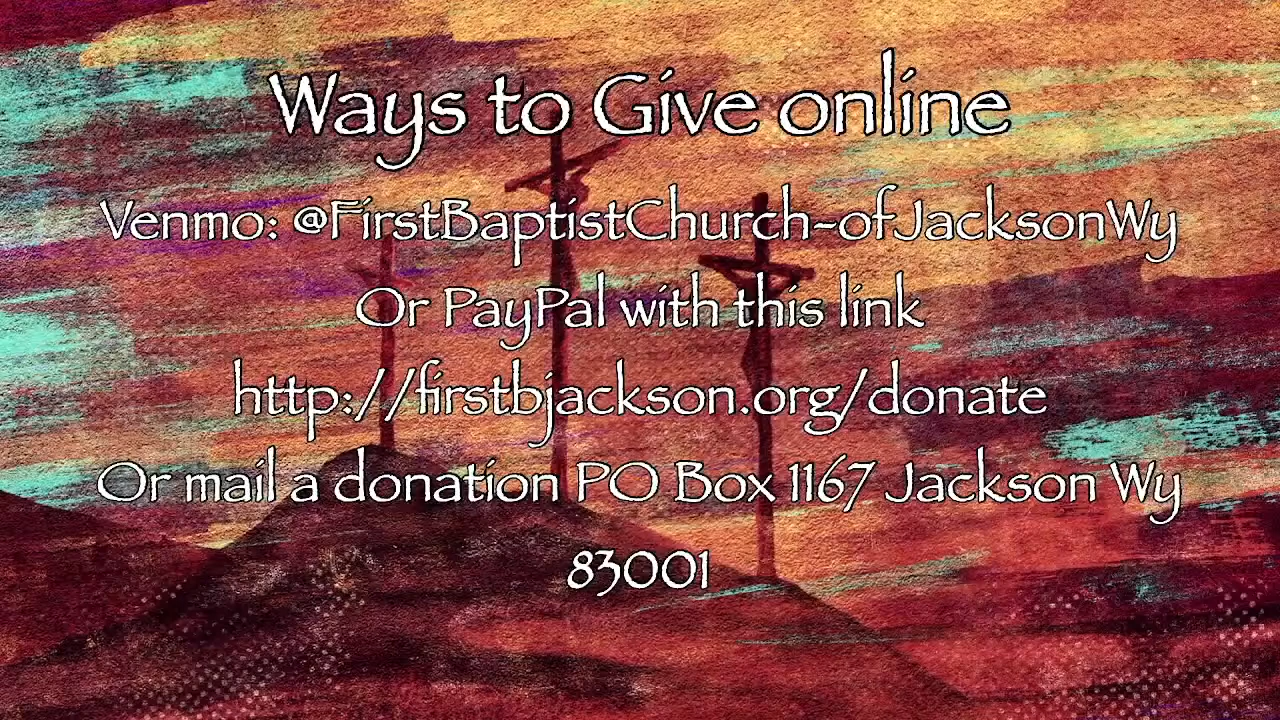 Ways to Give online
Venmo: @FirstBaptistChurch-ofJacksonWy
Or PayPal with this link
http://firstbjackson.org/donate
Or mail a donation PO Box 1167 Jackson Wy
83001